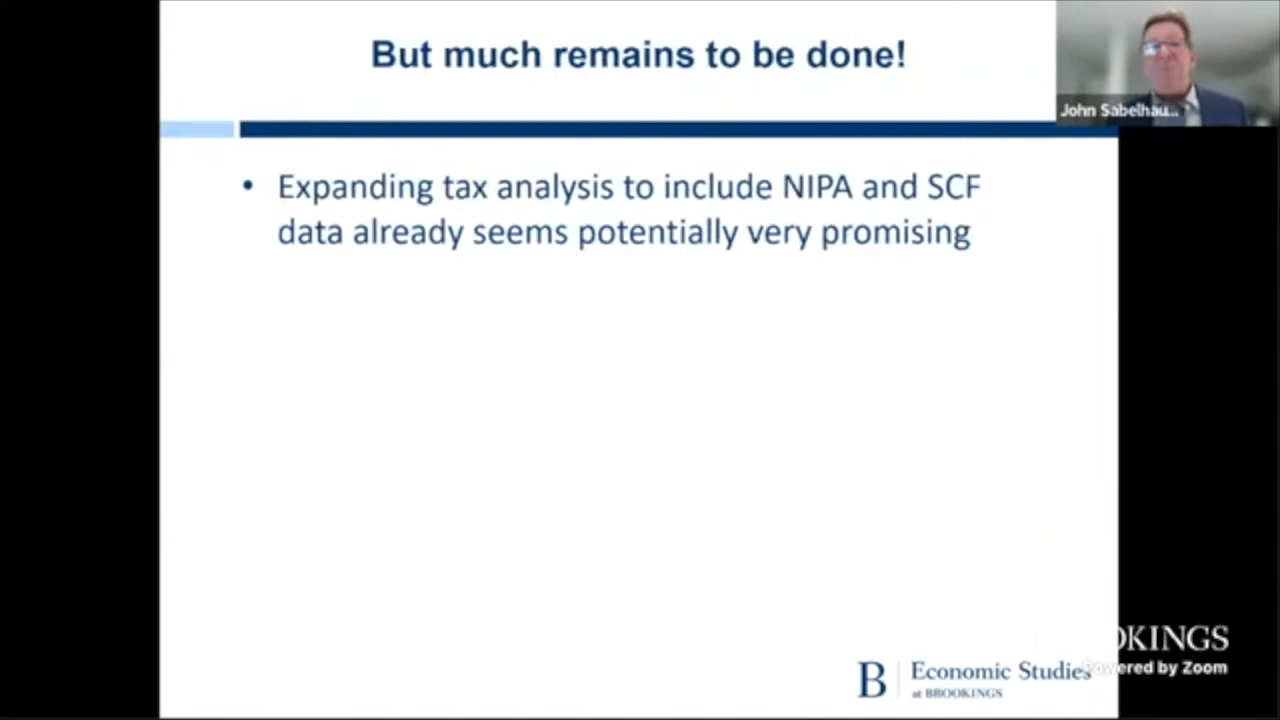 But much remains to be done!
John Sabelhau...
• Expanding tax analysis to include NIPA and SCF
data already seems potentially very promising
OKINGS
Powered by Zoom
B Economic Studies
at BROOKINGS